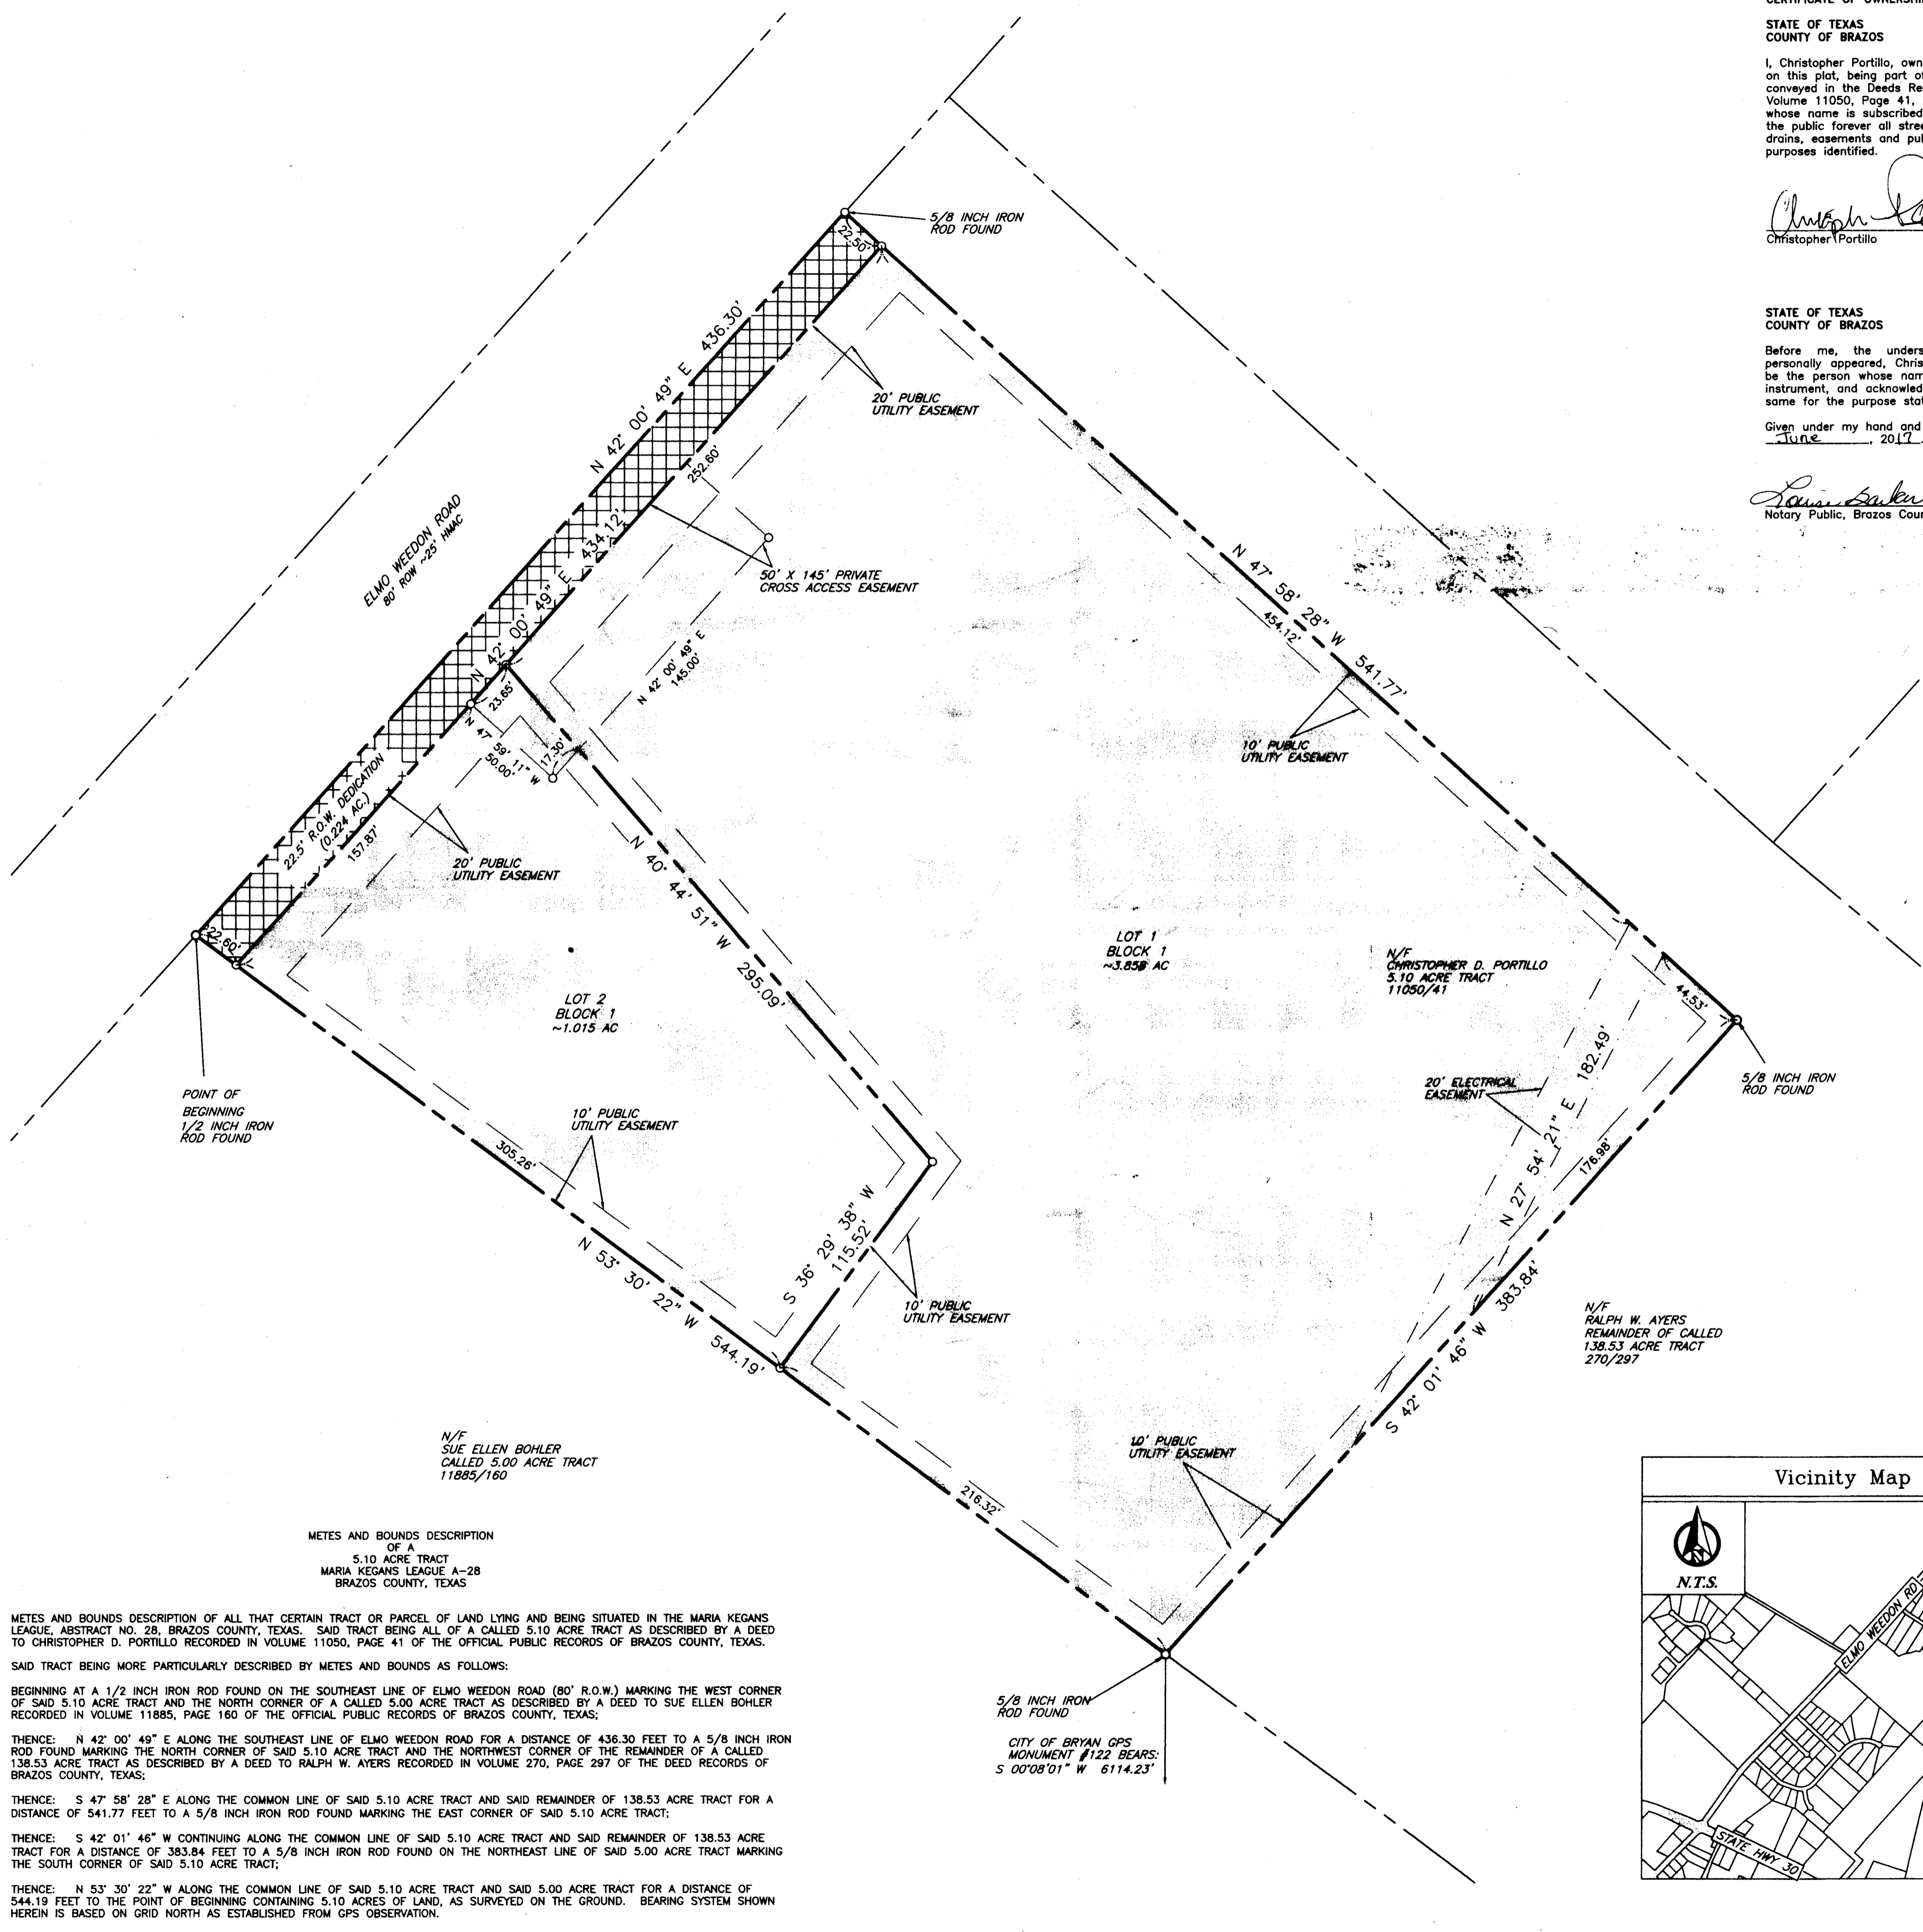 STATE OF TEXAS
COUNTY OF BRAZOS
I, Christopher Portillo, own
on this plat, being part of
conveyed in the Deeds Re
Volume 11050, Page 41,
whose name is subscribed
the public forever all stree
drains, easements and pub
purposes identified.
Christopher Portillo
STATE OF TEXAS
COUNTY OF BRAZOS
Before me, the unders
personally appeared, Chris
be the person whose nam
instrument, and acknowled
same for the purpose stat
Given under my hand and
June, 2017.
Notary Public, Brazos Coun
5/8 INCH IRON
ROD FOUND
22.50'
N 42° 00' 49" E 436.30'
20' PUBLIC
UTILITY EASEMENT
252.60'
ELMO WEEDON ROAD
80' ROW ~25' HMAC
N 42° 00' 49" E 434.12'
50' X 145' PRIVATE
CROSS ACCESS EASEMENT
N 42° 00' 49" E
145.00'
N 47° 58' 28" W 541.77'
454.12'
10' PUBLIC
UTILITY EASEMENT
23.65'
N 47° 59' 11" W
50.00'
17.30'
22.5' R.O.W. DEDICATION
(0.224 AC.)
157.87'
20' PUBLIC
UTILITY EASEMENT
N 40° 44' 51" W 295.09'
22.60'
LOT 1
BLOCK 1
AC
N/F
CHRISTOPHER D. PORTILLO
5.10 ACRE TRACT
11050/41
LOT 2
BLOCK 1
~1.015 AC
44.53'
POINT OF
BEGINNING
1/2 INCH IRON
ROD FOUND
10' PUBLIC
UTILITY EASEMENT
305.26'
20' ELECTRICAL
EASEMENT
N 27° 54' 21" E 182.49'
5/8 INCH IRON
ROD FOUND
176.98'
N 53° 30' 22" W 544.19'
S 36° 29' 38" W
115.52'
10' PUBLIC
UTILITY EASEMENT
S 42° 01' 46" W 383.84'
N/F
RALPH W. AYERS
REMAINDER OF CALLED
138.53 ACRE TRACT
270/297
N/F
SUE ELLEN BOHLER
CALLED 5.00 ACRE TRACT
11885/160
10' PUBLIC
UTILITY EASEMENT
216.32'
5/8 INCH IRON
ROD FOUND
CITY OF BRYAN GPS
MONUMENT #122 BEARS:
S 00°08'01" W 6114.23'
Vicinity Map
N
N.T.S.
ELMO WEEDON RD
STATE HWY 30
METES AND BOUNDS DESCRIPTION
OF A
5.10 ACRE TRACT
MARIA KEGANS LEAGUE A-28
BRAZOS COUNTY, TEXAS
METES AND BOUNDS DESCRIPTION OF ALL THAT CERTAIN TRACT OR PARCEL OF LAND LYING AND BEING SITUATED IN THE MARIA KEGANS
LEAGUE, ABSTRACT NO. 28, BRAZOS COUNTY, TEXAS. SAID TRACT BEING ALL OF A CALLED 5.10 ACRE TRACT AS DESCRIBED BY A DEED
TO CHRISTOPHER D. PORTILLO RECORDED IN VOLUME 11050, PAGE 41 OF THE OFFICIAL PUBLIC RECORDS OF BRAZOS COUNTY, TEXAS.
SAID TRACT BEING MORE PARTICULARLY DESCRIBED BY METES AND BOUNDS AS FOLLOWS:
BEGINNING AT A 1/2 INCH IRON ROD FOUND ON THE SOUTHEAST LINE OF ELMO WEEDON ROAD (80' R.O.W.) MARKING THE WEST CORNER
OF SAID 5.10 ACRE TRACT AND THE NORTH CORNER OF A CALLED 5.00 ACRE TRACT AS DESCRIBED BY A DEED TO SUE ELLEN BOHLER
RECORDED IN VOLUME 11885, PAGE 160 OF THE OFFICIAL PUBLIC RECORDS OF BRAZOS COUNTY, TEXAS;
THENCE: N 42° 00' 49" E ALONG THE SOUTHEAST LINE OF ELMO WEEDON ROAD FOR A DISTANCE OF 436.30 FEET TO A 5/8 INCH IRON
ROD FOUND MARKING THE NORTH CORNER OF SAID 5.10 ACRE TRACT AND THE NORTHWEST CORNER OF THE REMAINDER OF A CALLED
138.53 ACRE TRACT AS DESCRIBED BY A DEED TO RALPH W. AYERS RECORDED IN VOLUME 270, PAGE 297 OF THE DEED RECORDS OF
BRAZOS COUNTY, TEXAS;
THENCE: S 47° 58' 28" E ALONG THE COMMON LINE OF SAID 5.10 ACRE TRACT AND SAID REMAINDER OF 138.53 ACRE TRACT FOR A
DISTANCE OF 541.77 FEET TO A 5/8 INCH IRON ROD FOUND MARKING THE EAST CORNER OF SAID 5.10 ACRE TRACT;
THENCE: S 42° 01' 46" W CONTINUING ALONG THE COMMON LINE OF SAID 5.10 ACRE TRACT AND SAID REMAINDER OF 138.53 ACRE
TRACT FOR A DISTANCE OF 383.84 FEET TO A 5/8 INCH IRON ROD FOUND ON THE NORTHEAST LINE OF SAID 5.00 ACRE TRACT MARKING
THE SOUTH CORNER OF SAID 5.10 ACRE TRACT;
THENCE: N 53° 30' 22" W ALONG THE COMMON LINE OF SAID 5.10 ACRE TRACT AND SAID 5.00 ACRE TRACT FOR A DISTANCE OF
544.19 FEET TO THE POINT OF BEGINNING CONTAINING 5.10 ACRES OF LAND, AS SURVEYED ON THE GROUND. BEARING SYSTEM SHOWN
HEREIN IS BASED ON GRID NORTH AS ESTABLISHED FROM GPS OBSERVATION.